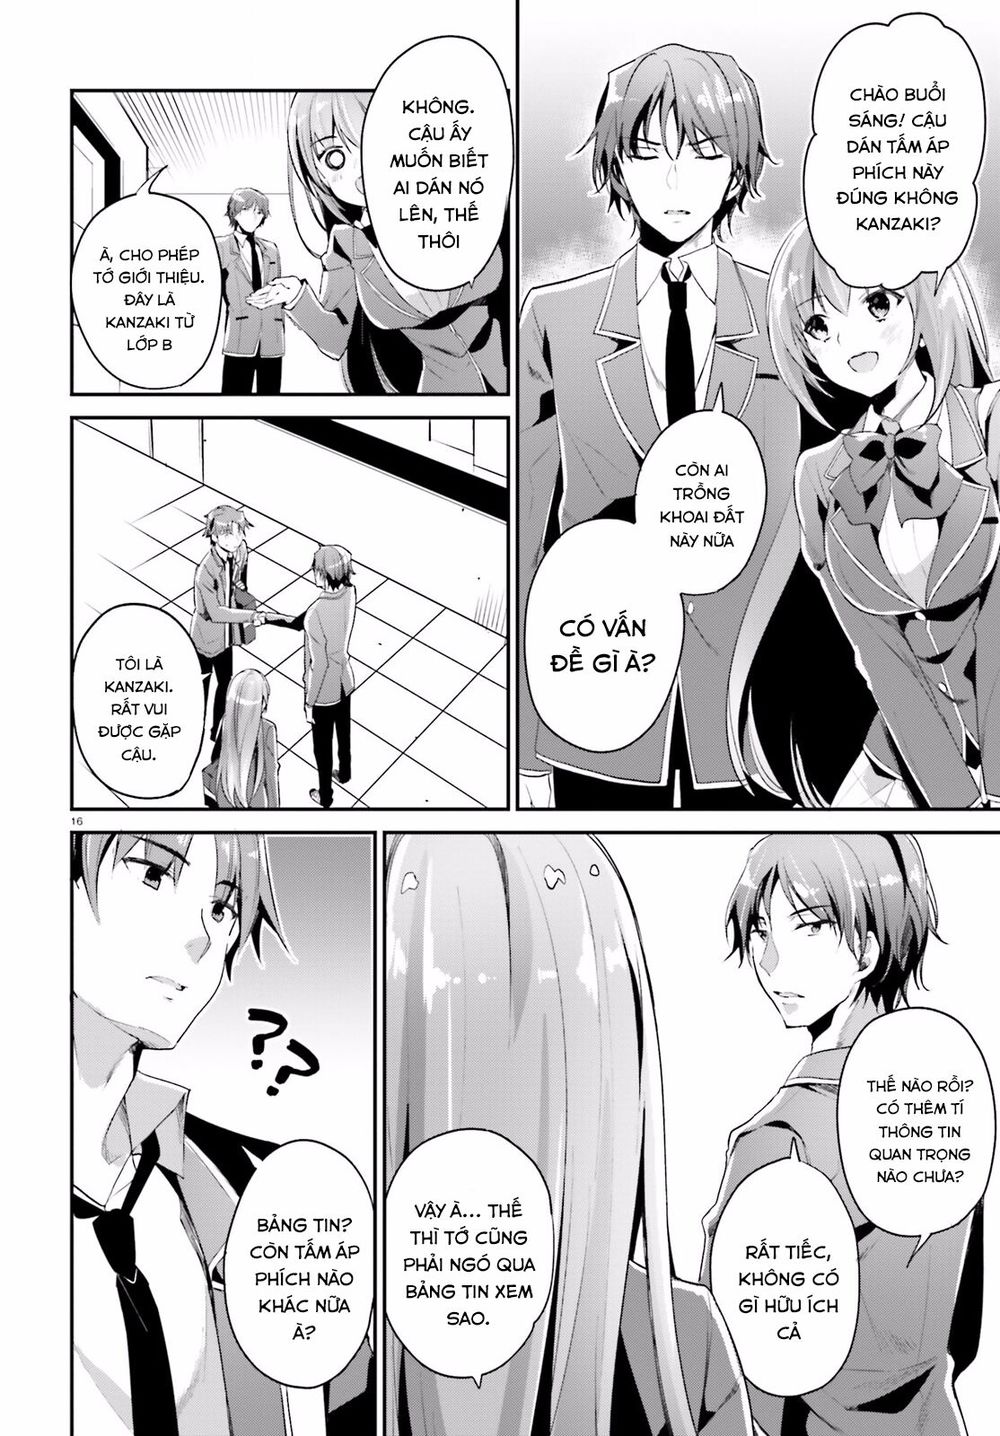 CHÀO BUỔI
SÁNG! CẬU
DÁN TẤM ÁP
PHÍCH NÀY
ĐÚNG KHÔNG
KANZAKI?
CÒN AI
TRỒNG
KHOAI ĐẤT
NÀY NỮA
CÓ VẤN
ĐỀ GÌ À?
KHÔNG.
CẬU ẤY
MUỐN BIẾT
AI DÁN NÓ
LÊN, THẾ
THÔI
À, CHO PHÉP
TỚ GIỚI THIỆU.
ĐÂY LÀ
KANZAKI TỪ
LỚP B
TÔI LÀ
KANZAKI.
RẤT VUI
ĐƯỢC GẶP
CẬU.
16
THẾ NÀO RỒI?
CÓ THÊM TÍ
THÔNG TIN
QUAN TRỌNG
NÀO CHƯA?
RẤT TIẾC,
KHÔNG CÓ
GÌ HỮU ÍCH
CẢ
VẬY À... THẾ
THÌ TỚ CŨNG
PHẢI NGÓ QUA
BẢNG TIN XEM
SAO.
??
BẢNG TIN?
CÒN TẤM ÁP
PHÍCH NÀO
KHÁC NỮA
À?